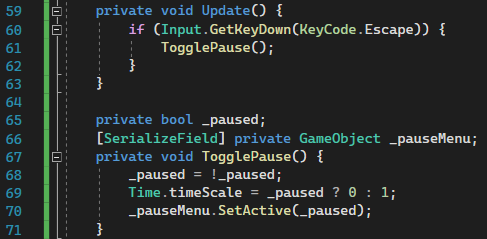 59 private void Update() {
60 if (Input.GetKeyDown(KeyCode.Escape)) {
61 TogglePause();
62 }
63 }
64
65 private bool _paused;
66 [SerializeField] private GameObject _pauseMenu;
67 private void TogglePause() {
68 _paused = !_paused;
69 Time.timeScale = _paused ? 0 : 1;
70 _pauseMenu.SetActive(_paused);
71 }